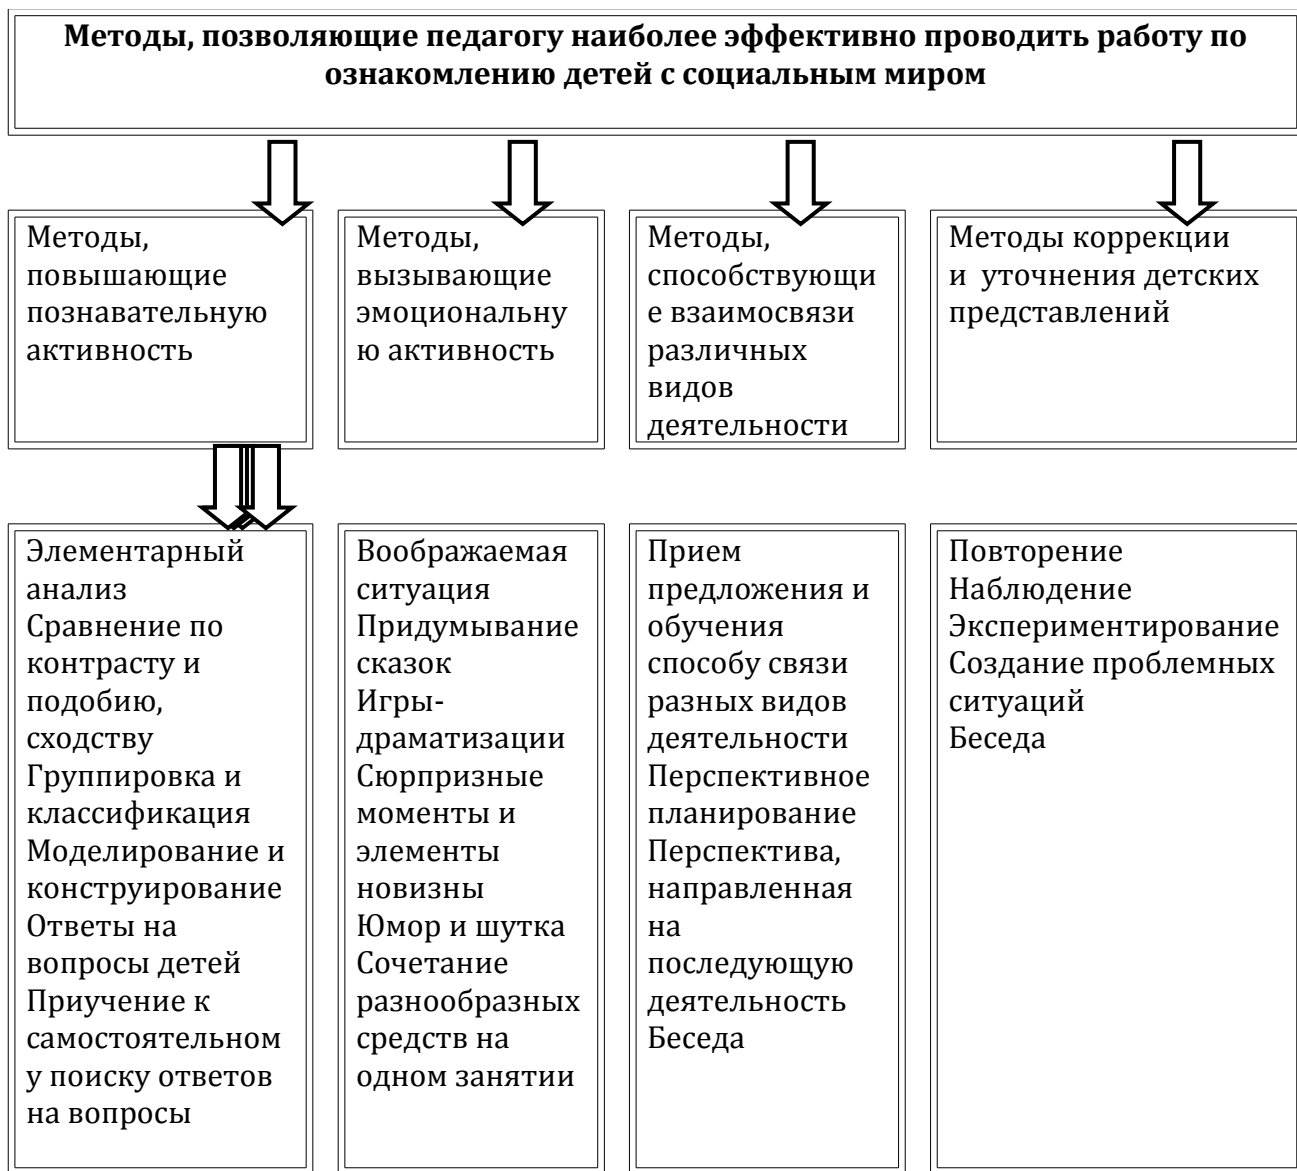 Методы, позволяющие педагогу наиболее эффективно проводить работу по
ознакомлению детей с социальным миром
Методы,
повышающие
познавательную
активность
Методы,
вызывающие
эмоциональну
ю активность
Методы,
способствующи
е взаимосвязи
различных
видов
деятельности
Методы коррекции
и  уточнения детских
представлений
Элементарный
анализ
Сравнение по
контрасту и
подобию,
сходству
Группировка и
классификация
Моделирование и
конструирование
Ответы на
вопросы детей
Приучение к
самостоятельном
у поиску ответов
на вопросы
Воображаемая
ситуация
Придумывание
сказок
Игры-
драматизации
Сюрпризные
моменты и
элементы
новизны
Юмор и шутка
Сочетание
разнообразных
средств на
одном занятии
Прием
предложения и
обучения
способу связи
разных видов
деятельности
Перспективное
планирование
Перспектива,
направленная
на
последующую
деятельность
Беседа
Повторение
Наблюдение
Экспериментирование
Создание проблемных
ситуаций
Беседа